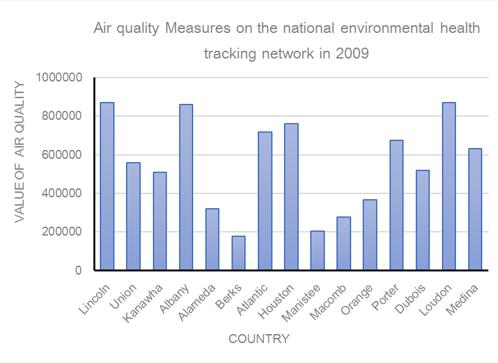 Air quality Measures on the national environmental health
tracking network in 2009
VALUE OF AIR QUALITY
1000000
800000
600000
400000
200000
0
Lincoln
Union
Kanawha
Albany
Alameda
Berks
Atlantic
Houston
Manistee
Macomb
Orange
Porter
Dubois
Loudon
Medina
COUNTRY